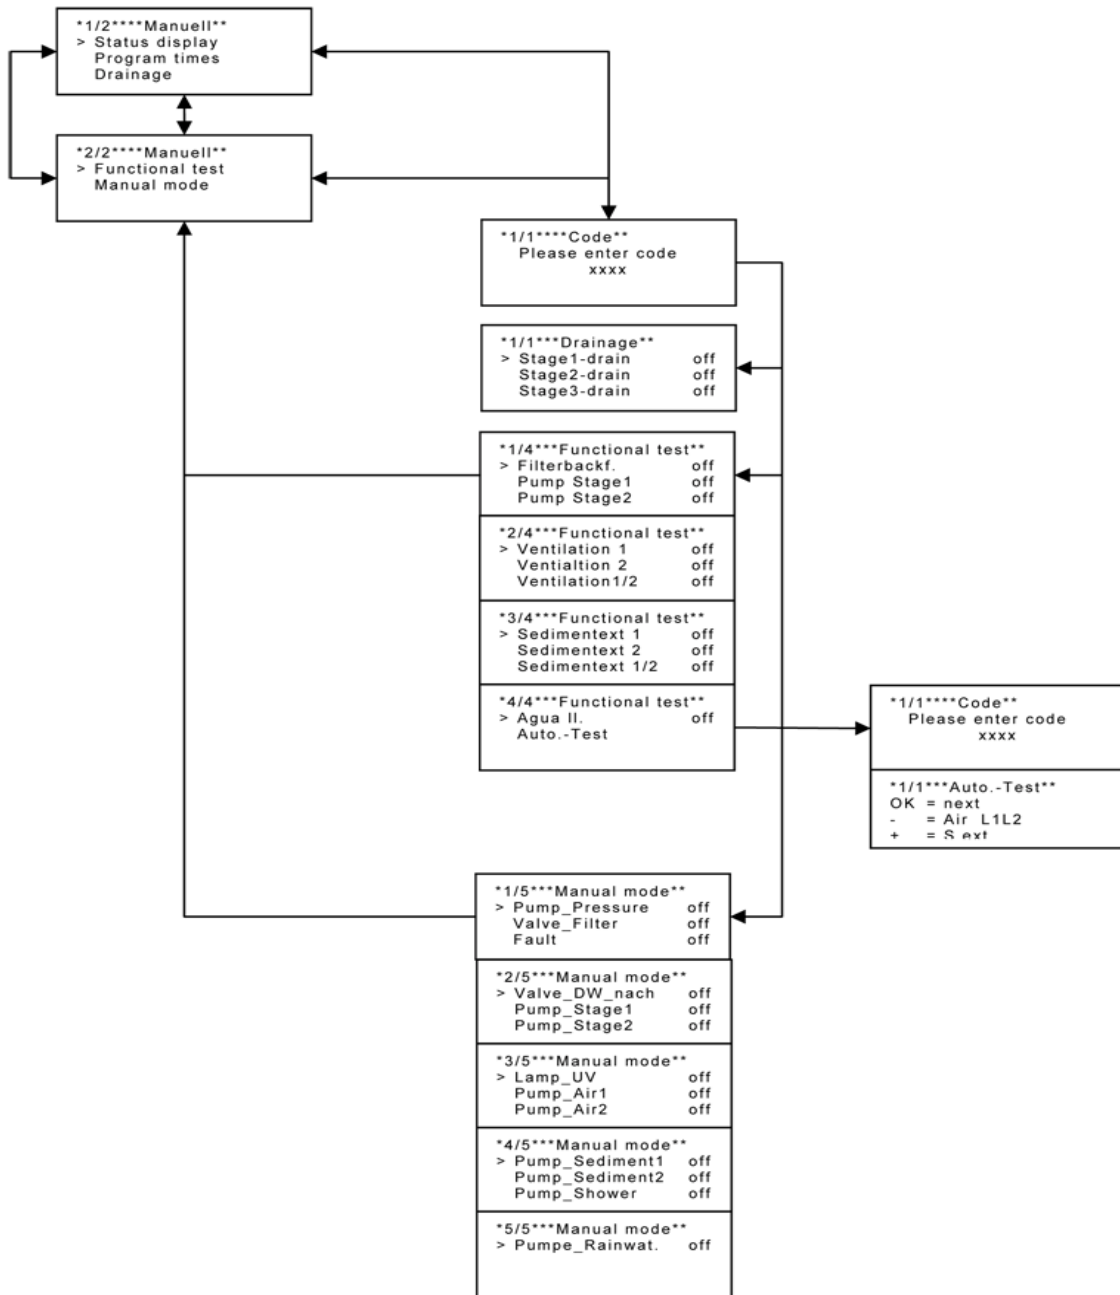 *1/2****Manuell**
> Status display
Program times
Drainage
*2/2****Manuell**
> Functional test
Manual mode
*1/1****Code**
Please enter code
xxxx
*1/1***Drainage**
> Stage1-drain off
Stage2-drain off
Stage3-drain off
*1/4***Functional test**
> Filterbackf. off
Pump Stage1 off
Pump Stage2 off
*2/4***Functional test**
> Ventilation 1 off
Ventialtion 2 off
Ventilation1/2 off
*3/4***Functional test**
> Sedimentext 1 off
Sedimentext 2 off
Sedimentext 1/2 off
*4/4***Functional test**
> Agua II. off
Auto.-Test
*1/1****Code**
Please enter code
xxxx
*1/1***Auto.-Test**
OK = next
- = Air L1L2
+ = S ext
*1/5***Manual mode**
> Pump_Pressure off
Valve_Filter off
Fault off
*2/5***Manual mode**
> Valve_DW_nach off
Pump_Stage1 off
Pump_Stage2 off
*3/5***Manual mode**
> Lamp_UV off
Pump_Air1 off
Pump_Air2 off
*4/5***Manual mode**
> Pump_Sediment1 off
Pump_Sediment2 off
Pump_Shower off
*5/5***Manual mode**
> Pumpe_Rainwat. off